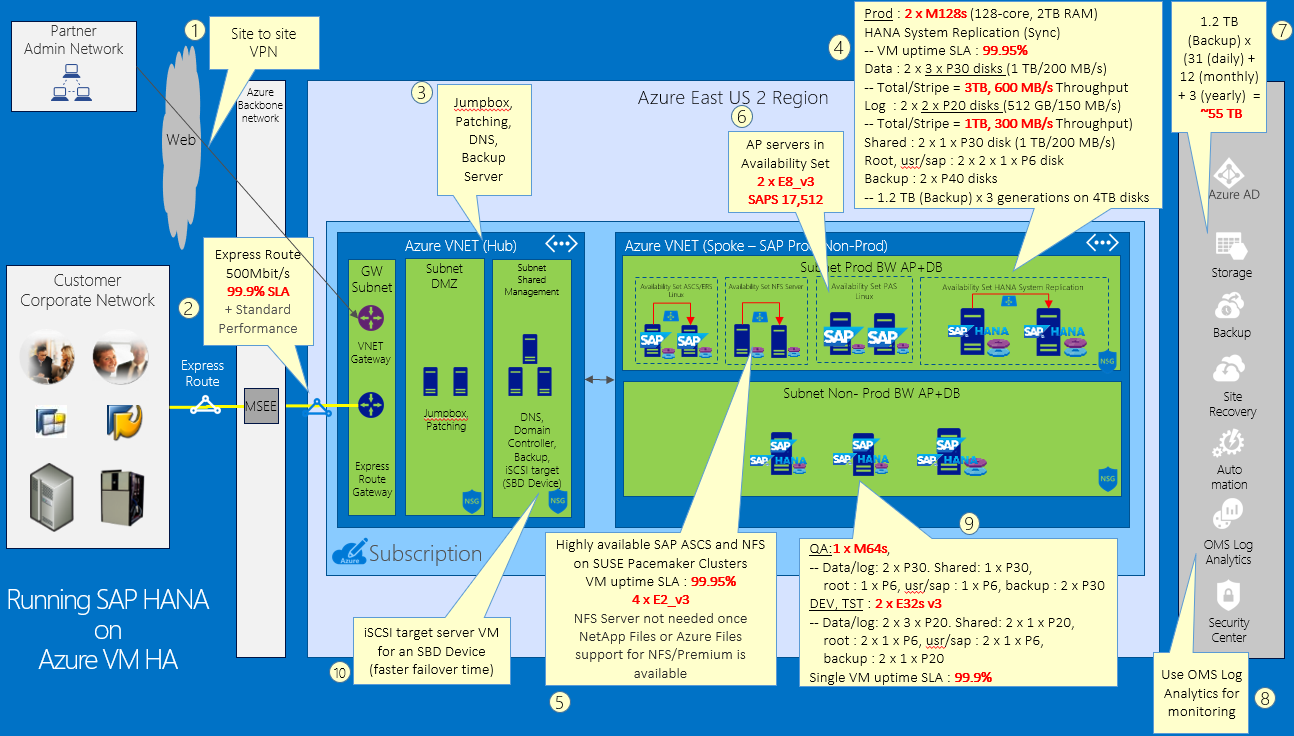 Partner
Admin Network
1
Site to site
VPN
Web
Azure
Backbone
network
3
Jumpbox,
Patching,
DNS,
Backup
Server
Azure East US 2 Region
6
AP servers in
Availability Set
2 x E8_v3
SAPS 17,512
4
Prod : 2 x M128s (128-core, 2TB RAM)
HANA System Replication (Sync)
-- VM uptime SLA : 99.95%
Data : 2 x 3 x P30 disks (1 TB/200 MB/s)
-- Total/Stripe = 3TB, 600 MB/s Throughput
Log : 2 x 2 x P20 disks (512 GB/150 MB/s)
-- Total/Stripe = 1TB, 300 MB/s Throughput)
Shared : 2 x 1 x P30 disk (1 TB/200 MB/s)
Root, usr/sap : 2 x 2 x 1 x P6 disk
Backup : 2 x P40 disks
-- 1.2 TB (Backup) x 3 generations on 4TB disks
7
1.2 TB
(Backup) x
(31 (daily) +
12 (monthly)
+ 3 (yearly) =
~55 TB
Azure AD
Storage
Backup
Site
Recovery
Auto
mation
OMS Log
Analytics
Security
Center
Customer
Corporate Network
2
Express Route
500Mbit/s
99.9% SLA
+ Standard
Performance
Express
Route
MSEE
Azure VNET (Hub)
GW
Subnet
VNET
Gateway
Express
Route
Gateway
Subnet
DMZ
Jumpbox,
Patching
NSG
Subnet
Shared
Management
DNS,
Domain
Controller,
Backup,
iSCSI target
(SBD Device)
NSG
Azure VNET (Spoke – SAP Prod/Non-Prod)
Subnet Prod BW AP+DB
Availability Set ASCS/ERS
Linux
SAP
SAP
Availability Set NFS Server
Availability Set PAS
Linux
SAP
SAP
Availability Set HANA System Replication
SAP HANA
SAP HANA
NSG
Subnet Non- Prod BW AP+DB
SAP HANA
SAP HANA
SAP HANA
NSG
Azure
Subscription
Running SAP HANA
on
Azure VM HA
10
iSCSI target server VM
for an SBD Device
(faster failover time)
5
Highly available SAP ASCS and NFS
on SUSE Pacemaker Clusters
VM uptime SLA : 99.95%
4 x E2_v3
NFS Server not needed once
NetApp Files or Azure Files
support for NFS/Premium is
available
9
QA:1 x M64s,
-- Data/log: 2 x P30. Shared: 1 x P30,
root : 1 x P6, usr/sap : 1 x P6, backup : 2 x P30
DEV, TST : 2 x E32s v3
-- Data/log: 2 x 3 x P20. Shared: 2 x 1 x P20,
root : 2 x 1 x P6, usr/sap : 2 x 1 x P6,
backup : 2 x 1 x P20
Single VM uptime SLA : 99.9%
8
Use OMS Log
Analytics for
monitoring